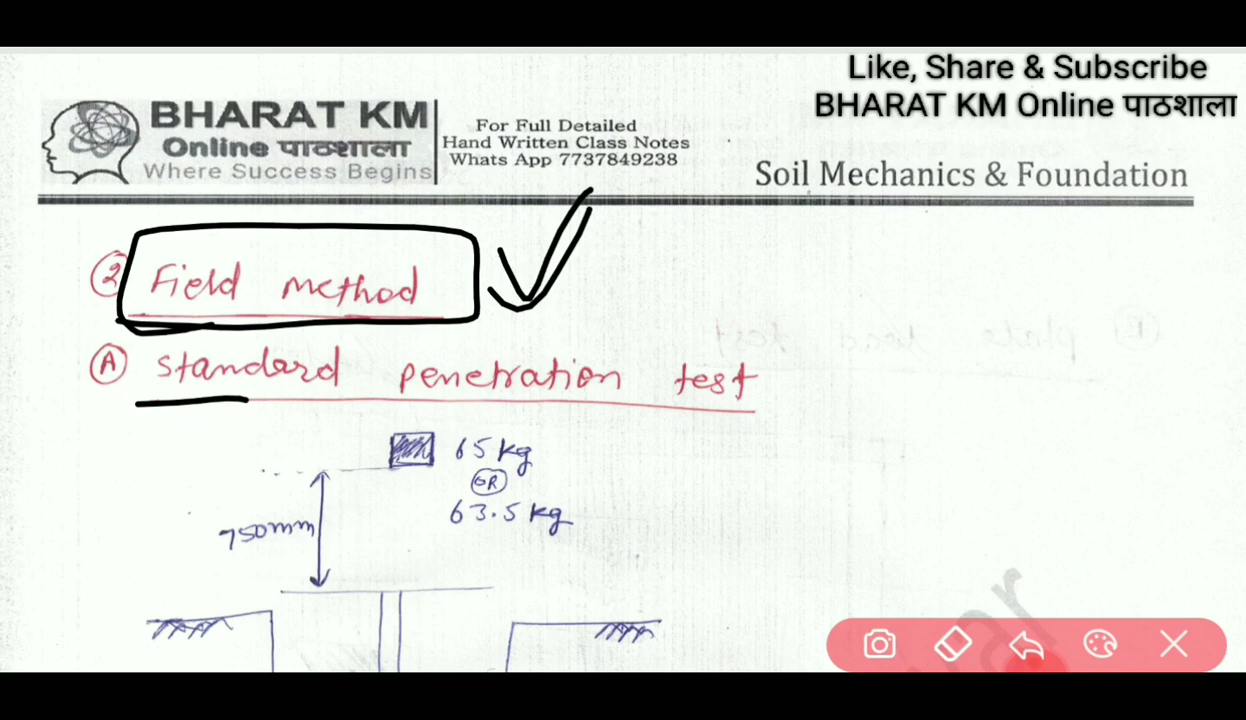 Like, Share & Subscribe
BHARAT KM Online पाठशाला
BHARAT KM
Online पाठशाला
Where Success Begins
For Full Detailed
Hand Written Class Notes
Whats App 7737849238
Soil Mechanics & Foundation
② Field method
Ⓐ standard penetration test
65 kg
OR
63.5 kg
750mm